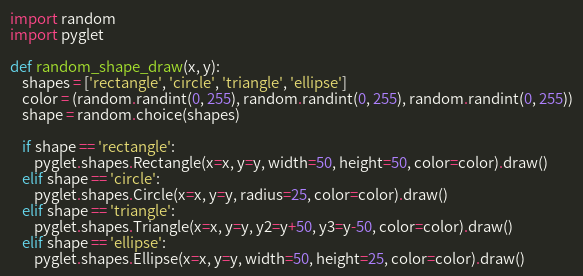 import random
import pyglet

def random_shape_draw(x, y):
    shapes = ['rectangle', 'circle', 'triangle', 'ellipse']
    color = (random.randint(0, 255), random.randint(0, 255), random.randint(0, 255))
    shape = random.choice(shapes)

    if shape == 'rectangle':
        pyglet.shapes.Rectangle(x=x, y=y, width=50, height=50, color=color).draw()
    elif shape == 'circle':
        pyglet.shapes.Circle(x=x, y=y, radius=25, color=color).draw()
    elif shape == 'triangle':
        pyglet.shapes.Triangle(x=x, y=y, y2=y+50, y3=y-50, color=color).draw()
    elif shape == 'ellipse':
        pyglet.shapes.Ellipse(x=x, y=y, width=50, height=25, color=color).draw()